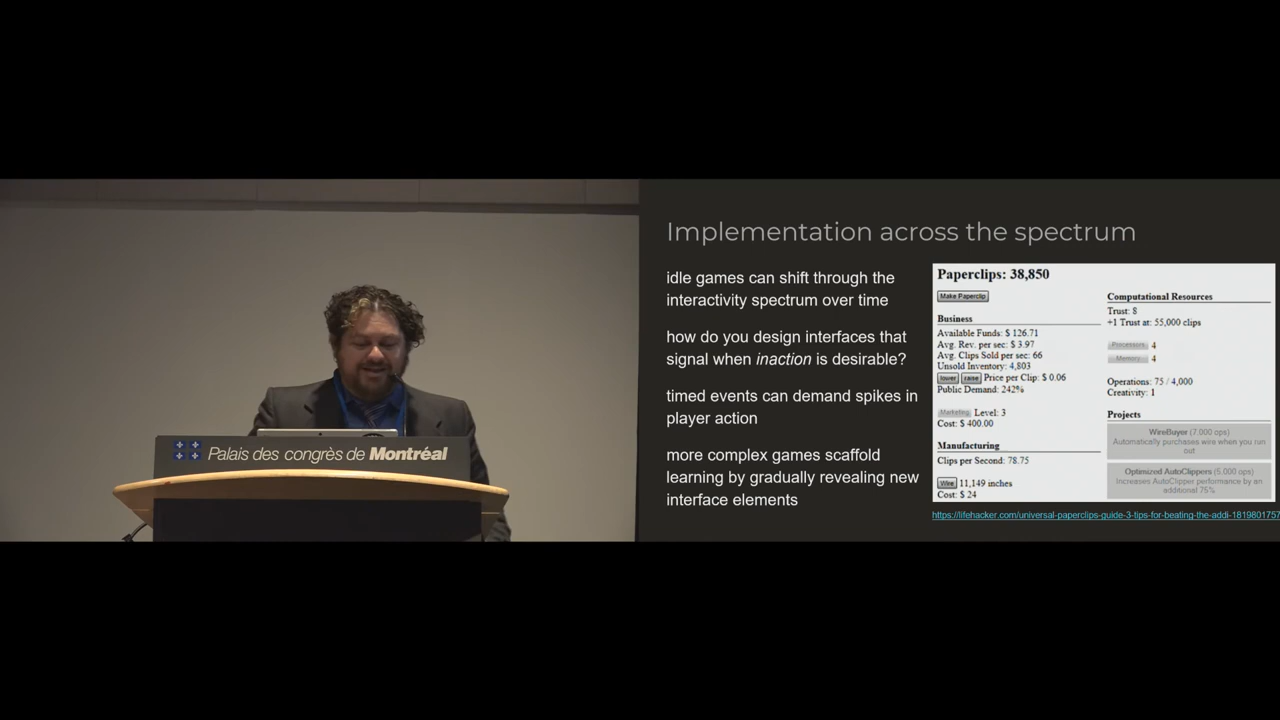 Palais des congrès de Montréal
Implementation across the spectrum
idle games can shift through the
interactivity spectrum over time
how do you design interfaces that
signal when inaction is desirable?
timed events can demand spikes in
player action
more complex games scaffold
learning by gradually revealing new
interface elements
Paperclips: 38,850
Make Paperclip
Business
Available Funds: $ 126.71
Avg. Rev. per sec: $ 3.97
Avg. Clips Sold per sec: 66
Unsold Inventory: 4,803
lower raise Price per Clip: $ 0.06
Public Demand: 242%
Marketing Level: 3
Cost: $ 400.00
Manufacturing
Clips per Second: 78.75
Wire 11,149 inches
Cost: $ 24
Computational Resources
Trust: 8
+1 Trust at: 55,000 clips
Processors 4
Memory 4
Operations: 75 / 4,000
Creativity: 1
Projects
WireBuyer (7,000 ops)
Automatically purchases wire when you run
out
Optimized AutoClippers (5,000 ops)
Increases AutoClipper performance by an
additional 75%
https://lifehacker.com/universal-paperclips-guide-3-tips-for-beating-the-addi-1819801757